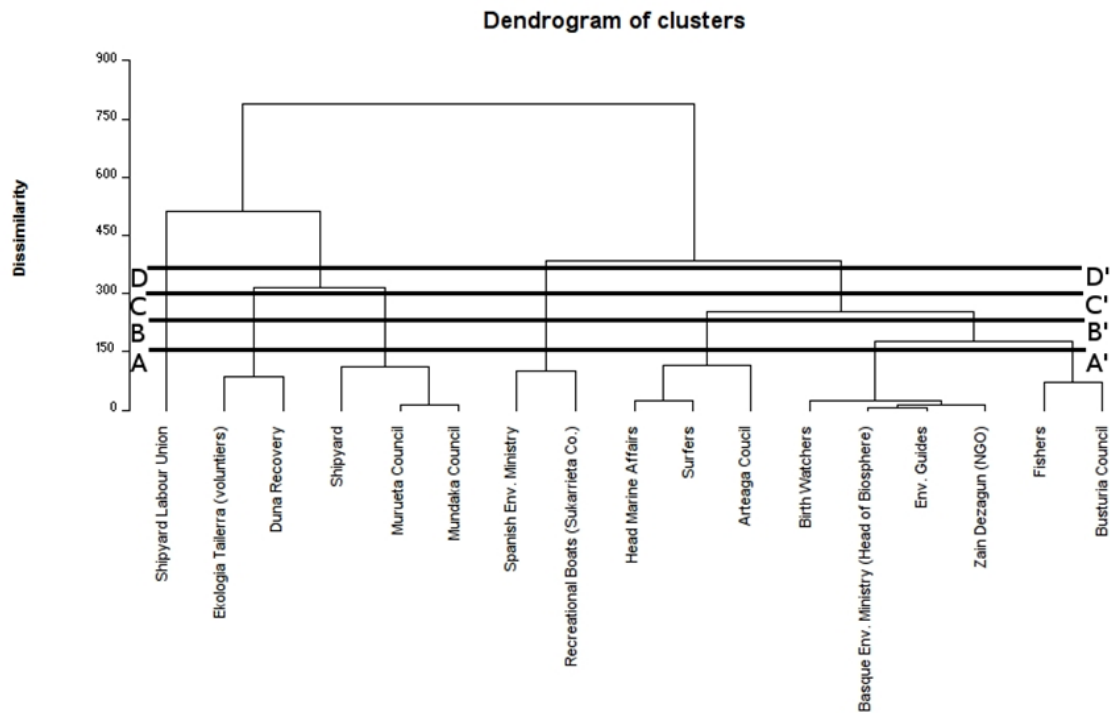 Dendrogram of clusters
Dissimilarity
900
750
600
450
300
150
0
D
D'
C
C'
B
B'
A
A'
Shipyard Labour Union
Ekologia Tailerra (voluntiers)
Duna Recovery
Shipyard
Murueta Council
Mundaka Council
Spanish Env. Ministry
Recreational Boats (Sukarrieta Co.)
Head Marine Affairs
Surfers
Arteaga Coucil
Birth Watchers
Basque Env. Ministry (Head of Biosphere)
Env. Guides
Zain Dezagun (NGO)
Fishers
Busturia Council